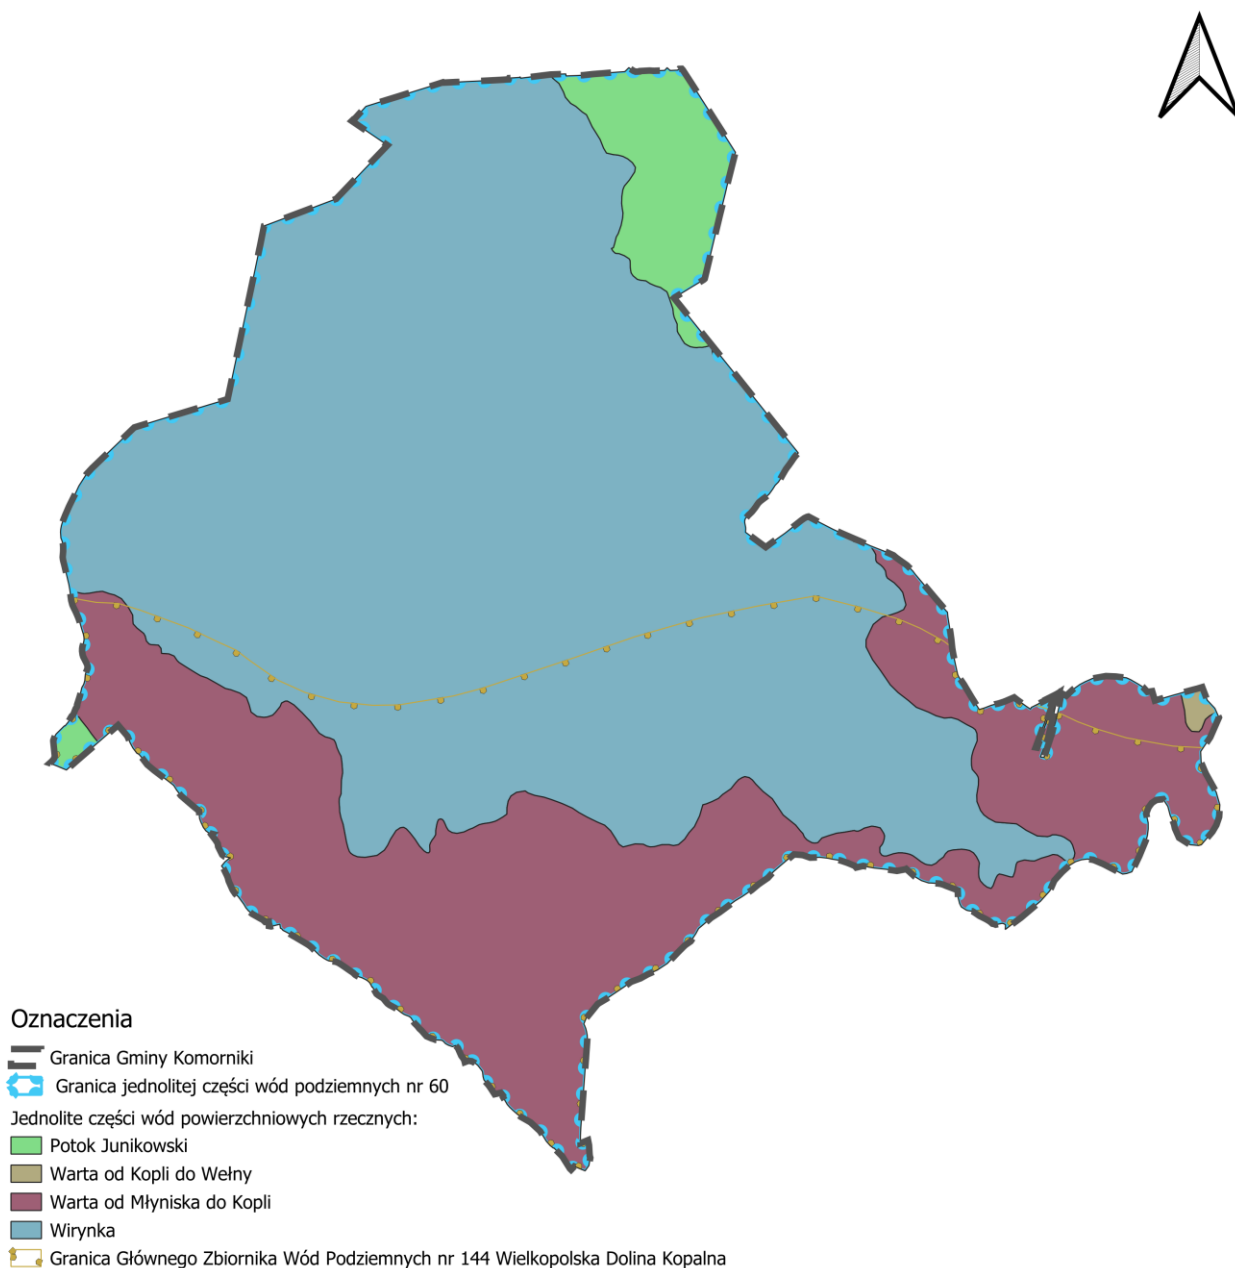 Oznaczenia
Granica Gminy Komorniki
Granica jednolitej części wód podziemnych nr 60
Jednolite części wód powierzchniowych rzecznych:
Potok Junikowski
Warta od Kopli do Wełny
Warta od Młyniska do Kopli
Wirynka
Granica Głównego Zbiornika Wód Podziemnych nr 144 Wielkopolska Dolina Kopalna